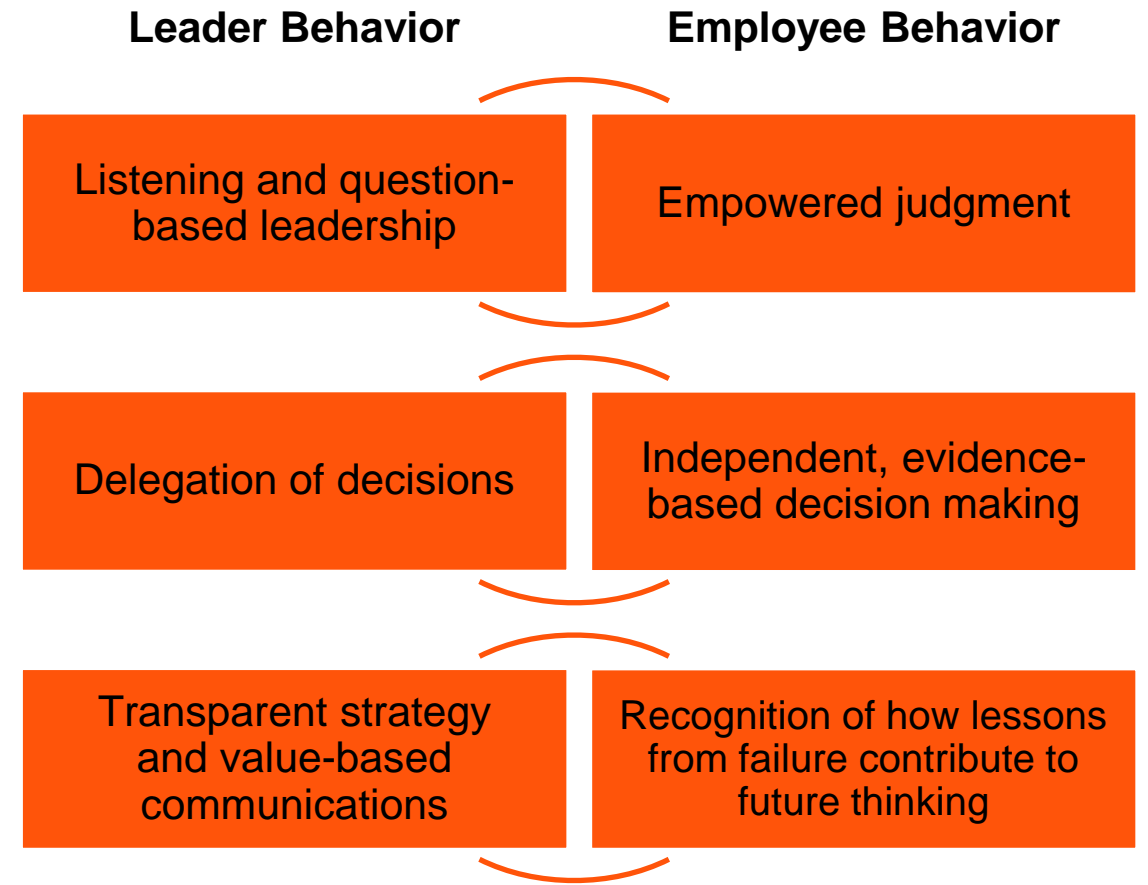 Leader Behavior
Employee Behavior
Listening and question-
based leadership
Empowered judgment
Delegation of decisions
Independent, evidence-
based decision making
Transparent strategy
and value-based
communications
Recognition of how lessons
from failure contribute to
future thinking